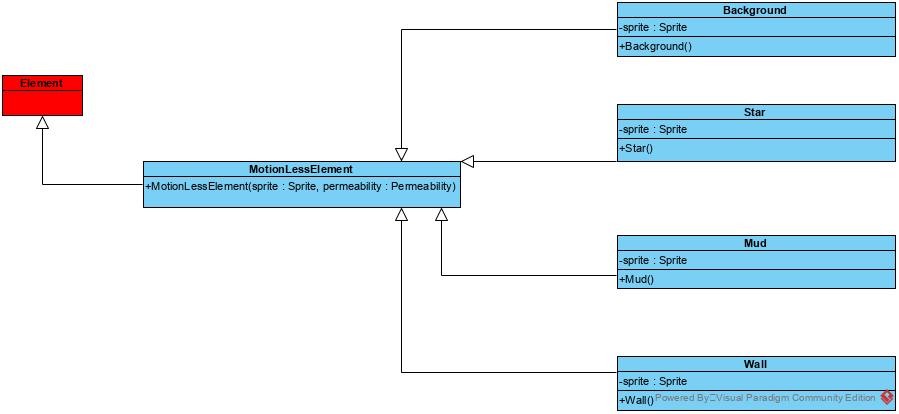 Background
-sprite : Sprite
+Background()
Element
Star
-sprite : Sprite
+Star()
MotionLessElement
+MotionLessElement(sprite : Sprite, permeability : Permeability)
Mud
-sprite : Sprite
+Mud()
Wall
-sprite : Sprite
+Wall()
Powered By Visual Paradigm Community Edition